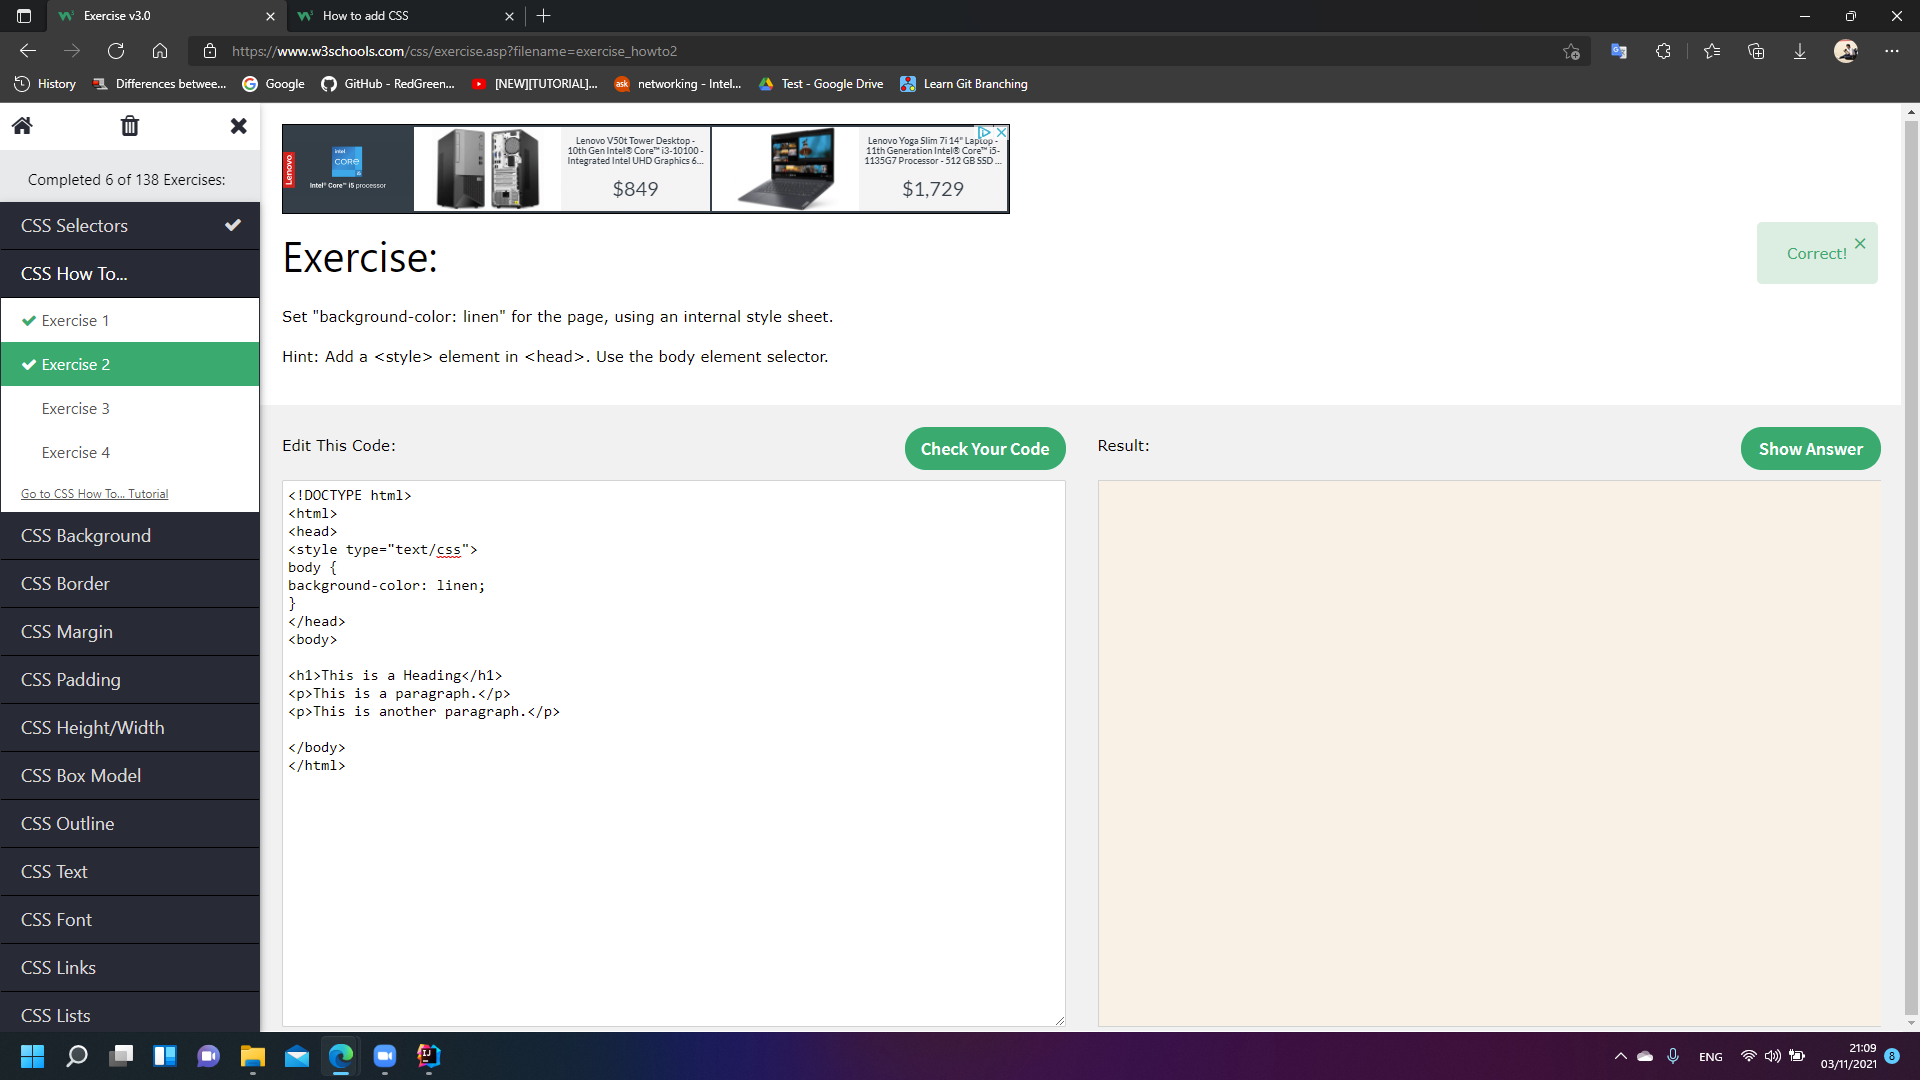 Exercise v3.0
How to add CSS
https://www.w3schools.com/css/exercise.asp?filename=exercise_howto2
History
Differences betwee...
Google
GitHub - RedGreen...
[NEW][TUTORIAL]...
ask
networking - Intel...
Test - Google Drive
Learn Git Branching
Completed 6 of 138 Exercises:
CSS Selectors
CSS How To...
Exercise 1
Exercise 2
Exercise 3
Exercise 4
Go to CSS How To... Tutorial
CSS Background
CSS Border
CSS Margin
CSS Padding
CSS Height/Width
CSS Box Model
CSS Outline
CSS Text
CSS Font
CSS Links
CSS Lists
Lenovo
intel
CORE
i5
Intel® Core™ i5 processor
Lenovo V50t Tower Desktop -
10th Gen Intel® Core™ i3-10100 -
Integrated Intel UHD Graphics 6...
$849
Lenovo Yoga Slim 7i 14" Laptop -
11th Generation Intel® Core™ i5-
1135G7 Processor - 512 GB SSD ...
$1,729
Exercise:
Correct!
Set "background-color: linen" for the page, using an internal style sheet.
Hint: Add a <style> element in <head>. Use the body element selector.
Edit This Code:
Check Your Code
Result:
Show Answer
<!DOCTYPE html>
<html>
<head>
<style type="text/css">
body {
background-color: linen;
}
</head>
<body>
<h1>This is a Heading</h1>
<p>This is a paragraph.</p>
<p>This is another paragraph.</p>
</body>
</html>
IJ
ENG
21:09
03/11/2021
8